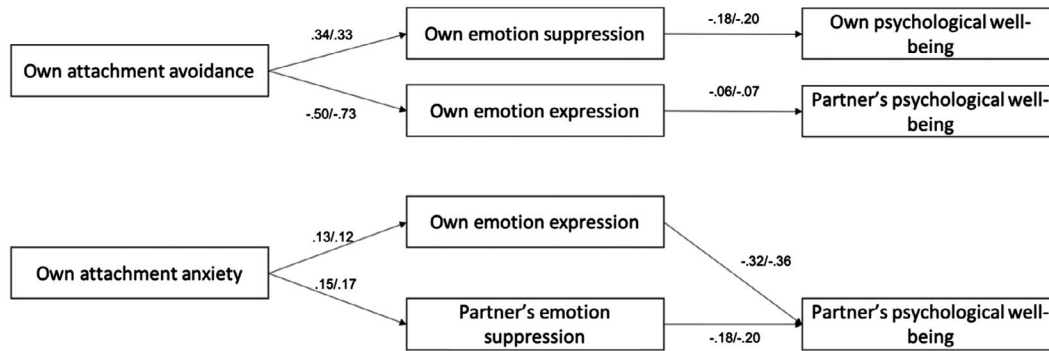 Own attachment avoidance
.34/.33
-.50/-.73
Own emotion suppression
-.18/-.20
Own psychological well-
being
Own emotion expression
-.06/-.07
Partner's psychological well-
being
Own attachment anxiety
.13/.12
.15/.17
Own emotion expression
-.32/-.36
Partner's emotion
suppression
-.18/-.20
Partner's psychological well-
being